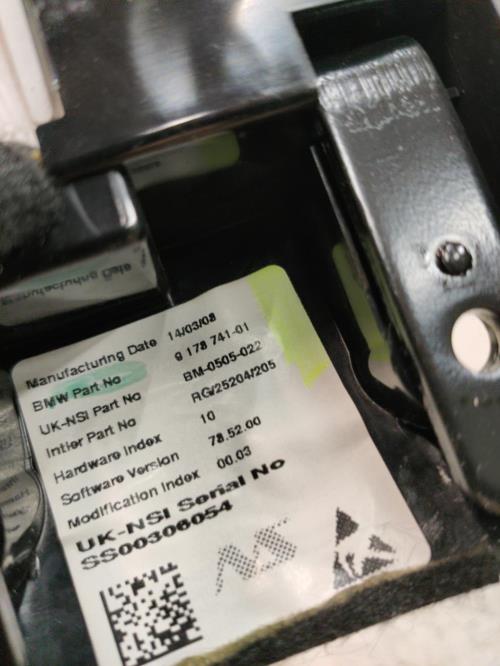 Manufacturing Date 14/03/08
BMW Part No 9 178 741-01
UK-NSI Part No BM-0505-022
Intier Part No RG/25204/205
Hardware Index 10
Software Version 78.52.00
Modification Index 00.03
UK-NSI Serial No
SS00306054
NS